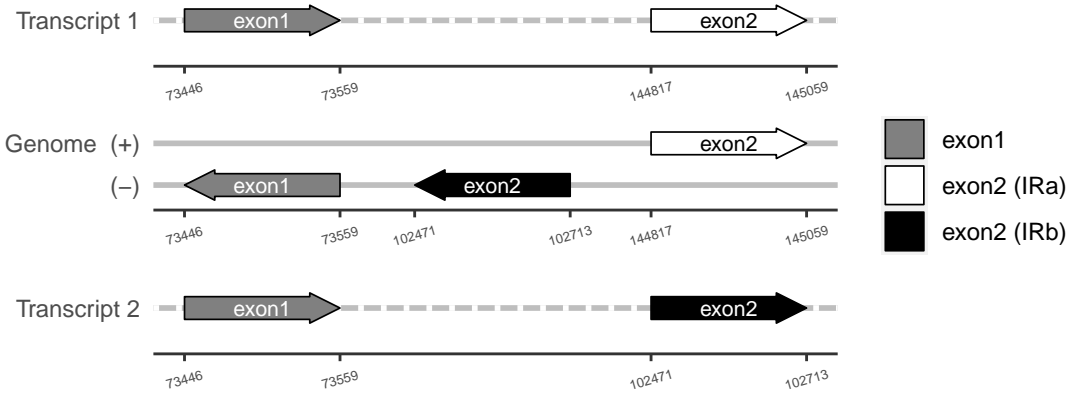 Transcript 1
exon1
exon2
73446
73559
144817
145059
Genome (+)
exon2
(−)
exon1
exon2
73446
73559
102471
102713
144817
145059
exon1
exon2 (IRa)
exon2 (IRb)
Transcript 2
exon1
exon2
73446
73559
102471
102713